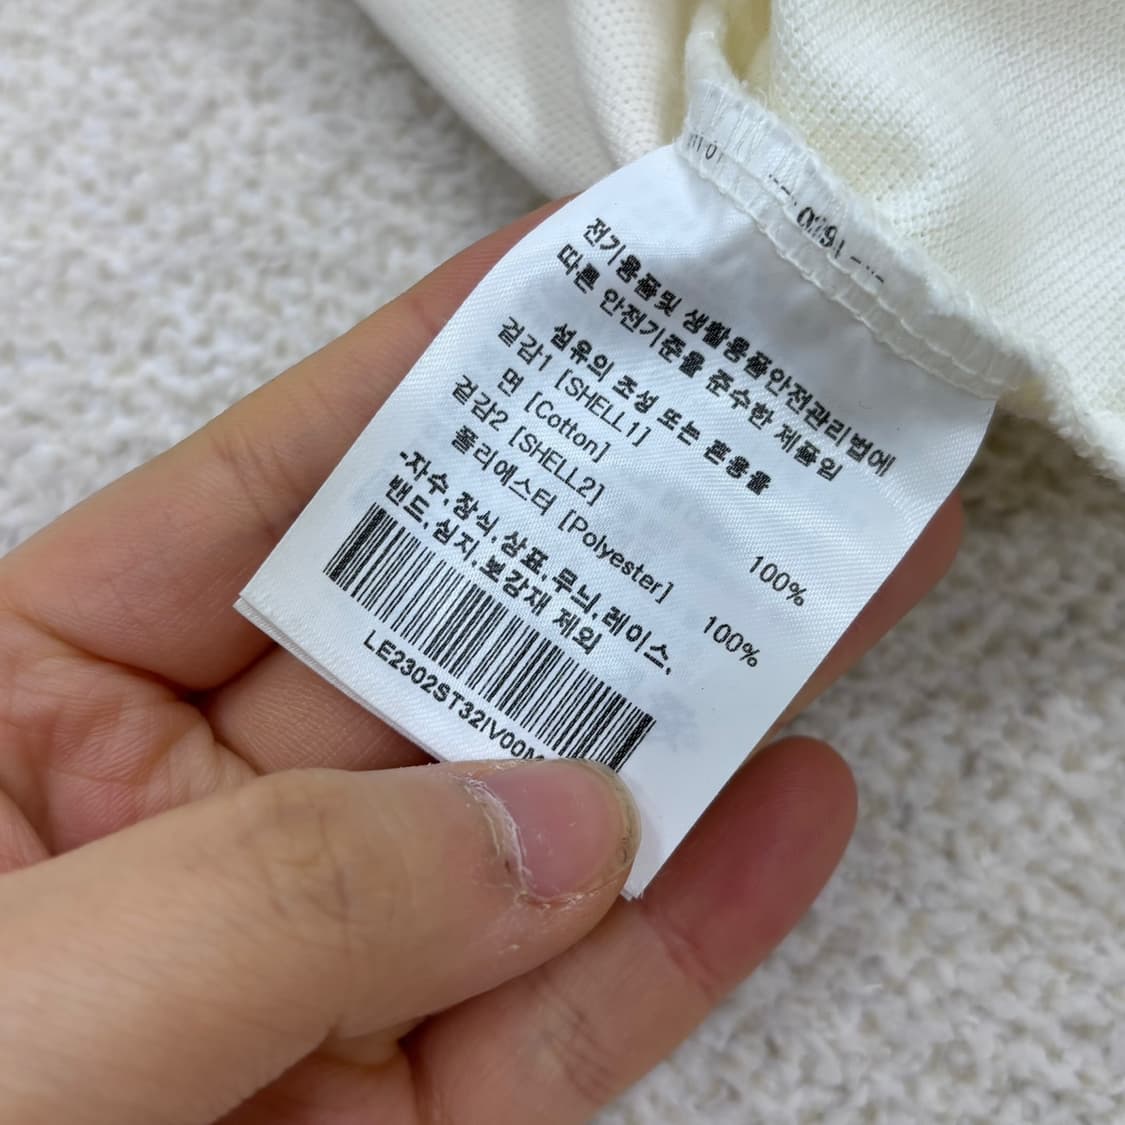 전기용품및 생활용품안전관리법에
따른 안전기준을 준수한 제품임
섬유의 조성 또는 혼용율
겉감1 [SHELL1]
면 [Cotton] 100%
겉감2 [SHELL2]
폴리에스터 [Polyester] 100%
-자수.장식.상표.무늬.레이스,
밴드.심지.보강재 제외
LE2302ST32IV00M